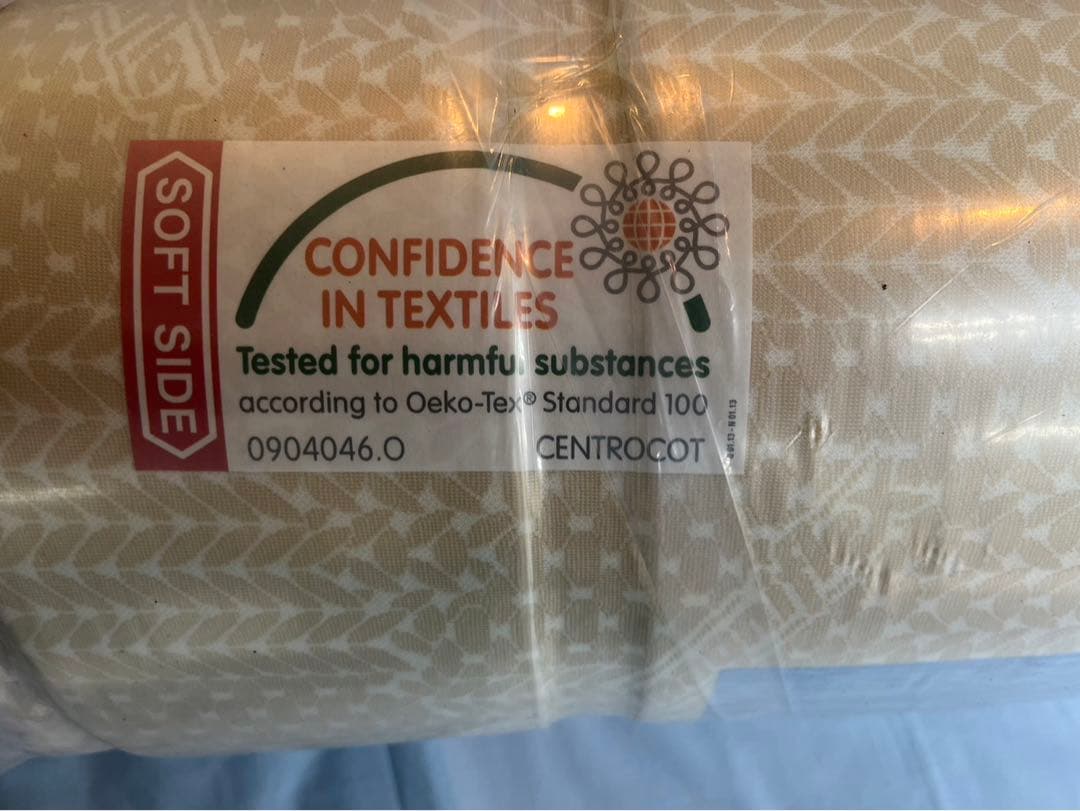 SOFT SIDE
CONFIDENCE
IN TEXTILES
Tested for harmful substances
according to Oeko-Tex® Standard 100
0904046.O CENTROCOT